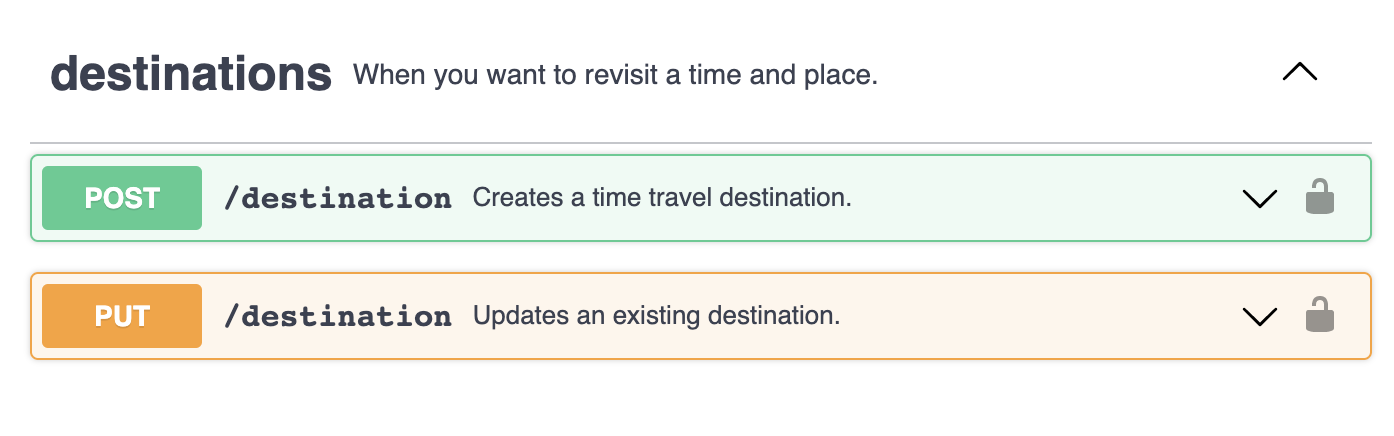 destinations When you want to revisit a time and place.
POST /destination Creates a time travel destination.
PUT /destination Updates an existing destination.